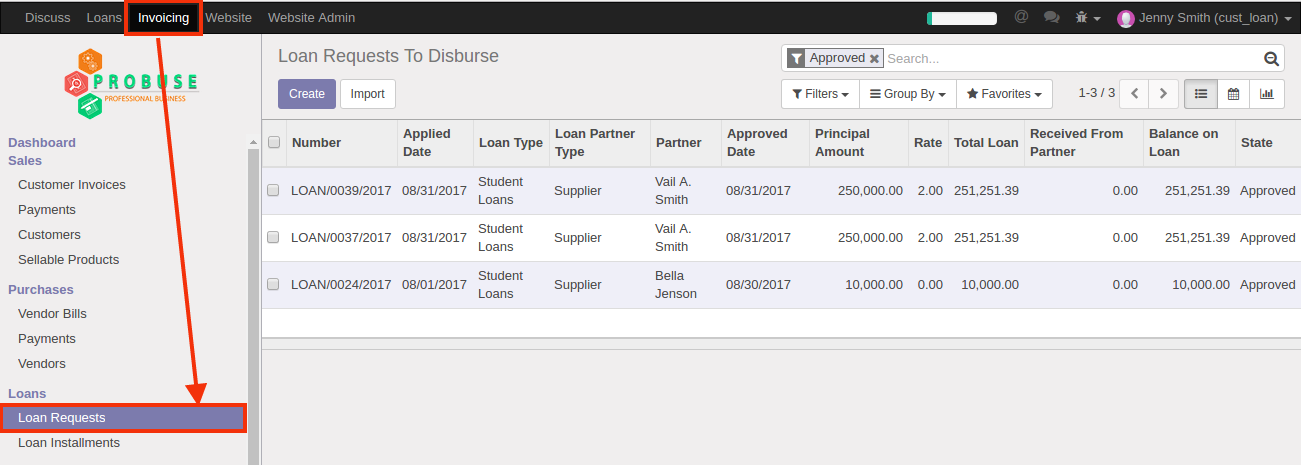 Discuss Loans Invoicing Website Website Admin @ Jenny Smith (cust_loan)
PROBUSE
PROFESSIONAL BUSINESS
Dashboard
Sales
Customer Invoices
Payments
Customers
Sellable Products
Purchases
Vendor Bills
Payments
Vendors
Loans
Loan Requests
Loan Installments
Loan Requests To Disburse
Approved Search...
Create Import
Filters Group By Favorites 1-3 / 3
Number Applied Date Loan Type Loan Partner Type Partner Approved Date Principal Amount Rate Total Loan Received From Partner Balance on Loan State
LOAN/0039/2017 08/31/2017 Student Loans Supplier Vail A. Smith 08/31/2017 250,000.00 2.00 251,251.39 0.00 251,251.39 Approved
LOAN/0037/2017 08/31/2017 Student Loans Supplier Vail A. Smith 08/31/2017 250,000.00 2.00 251,251.39 0.00 251,251.39 Approved
LOAN/0024/2017 08/01/2017 Student Loans Supplier Bella Jenson 08/30/2017 10,000.00 0.00 10,000.00 0.00 10,000.00 Approved